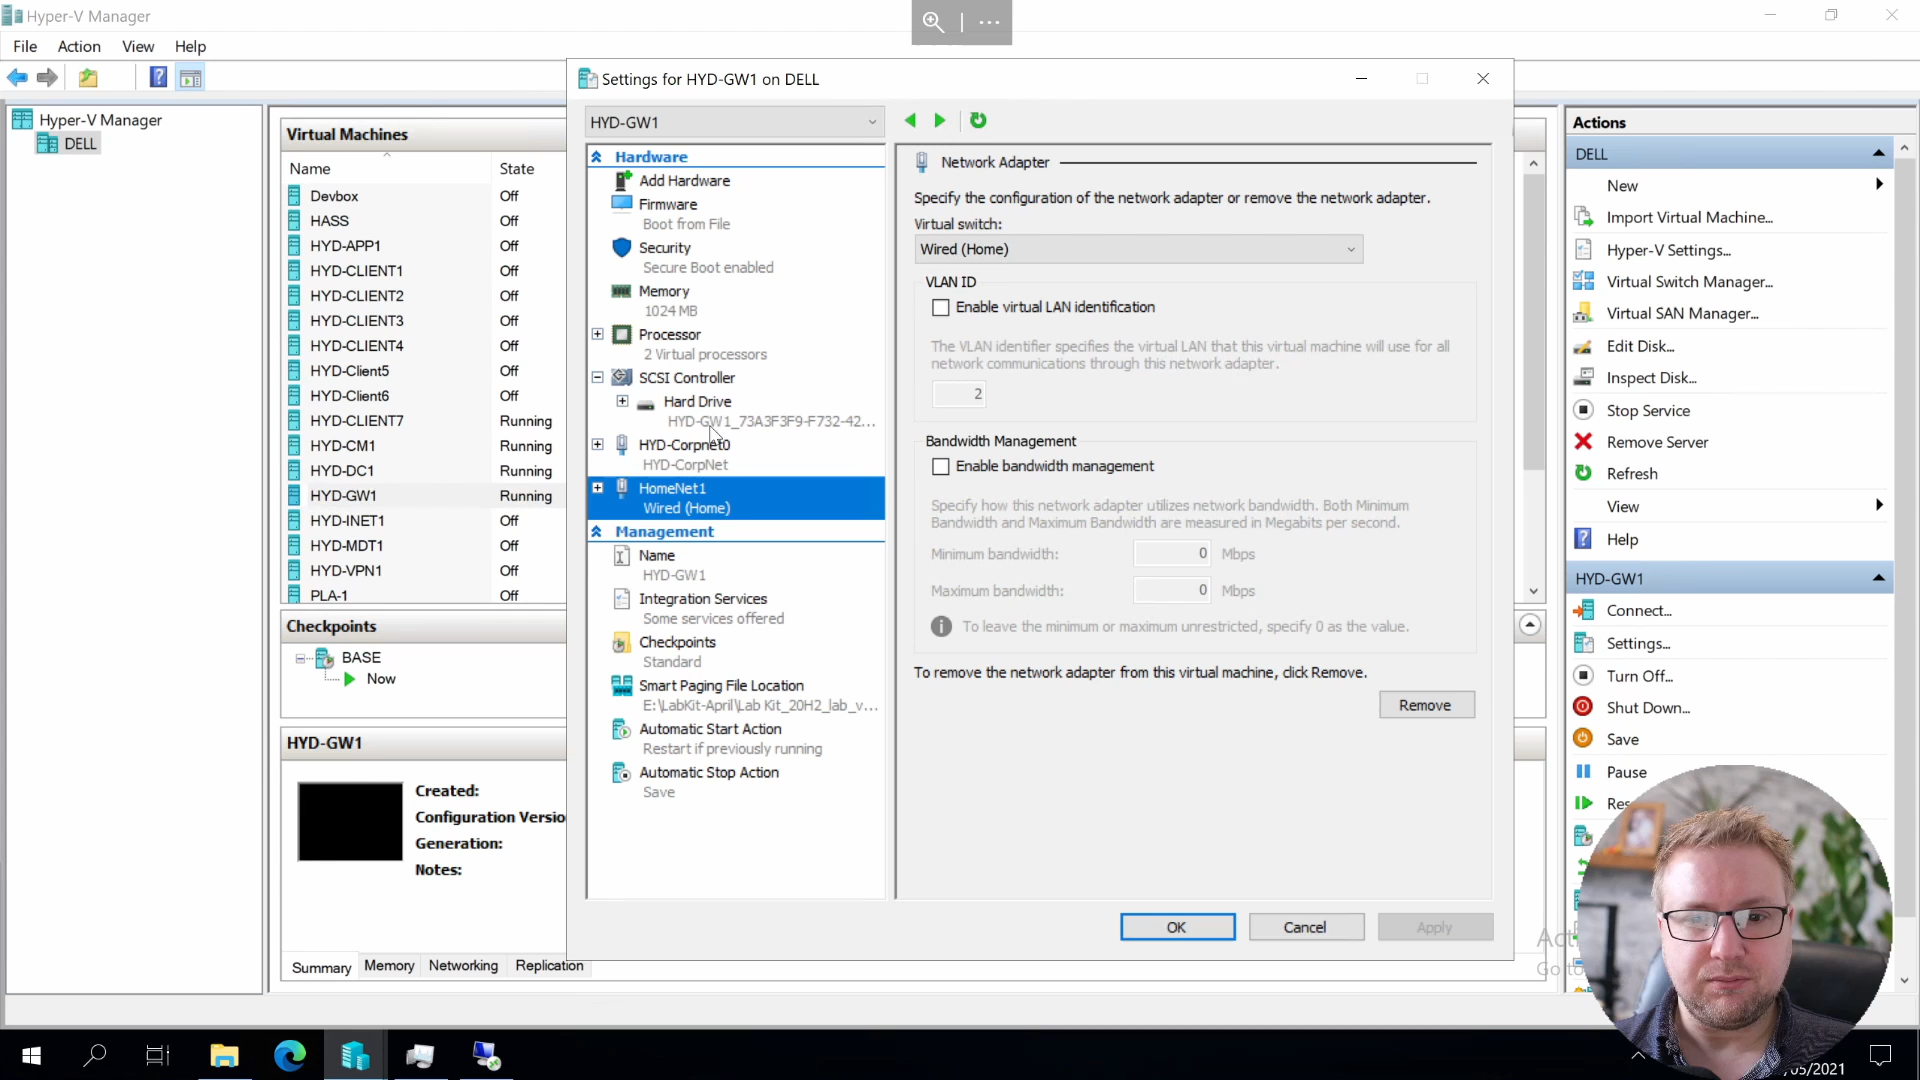 Hyper-V Manager
File Action View Help
Hyper-V Manager
DELL
Virtual Machines
Name State
Devbox Off
HASS Off
HYD-APP1 Off
HYD-CLIENT1 Off
HYD-CLIENT2 Off
HYD-CLIENT3 Off
HYD-CLIENT4 Off
HYD-Client5 Off
HYD-Client6 Off
HYD-CLIENT7 Running
HYD-CM1 Running
HYD-DC1 Running
HYD-GW1 Running
HYD-INET1 Off
HYD-MDT1 Off
HYD-VPN1 Off
PLA-1 Off
Checkpoints
BASE
Now
HYD-GW1
Created:
Configuration Versio
Generation:
Notes:
Summary Memory Networking Replication
Settings for HYD-GW1 on DELL
HYD-GW1
Hardware
Add Hardware
Firmware
Boot from File
Security
Secure Boot enabled
Memory
1024 MB
Processor
2 Virtual processors
SCSI Controller
Hard Drive
HYD-GW1_73A3F3F9-F732-42...
HYD-Corpnet0
HYD-CorpNet
HomeNet1
Wired (Home)
Management
Name
HYD-GW1
Integration Services
Some services offered
Checkpoints
Standard
Smart Paging File Location
E:\LabKit-April\Lab Kit_20H2_lab_v...
Automatic Start Action
Restart if previously running
Automatic Stop Action
Save
Network Adapter
Specify the configuration of the network adapter or remove the network adapter.
Virtual switch:
Wired (Home)
VLAN ID
Enable virtual LAN identification
The VLAN identifier specifies the virtual LAN that this virtual machine will use for all
network communications through this network adapter.
2
Bandwidth Management
Enable bandwidth management
Specify how this network adapter utilizes network bandwidth. Both Minimum
Bandwidth and Maximum Bandwidth are measured in Megabits per second.
Minimum bandwidth: 0 Mbps
Maximum bandwidth: 0 Mbps
To leave the minimum or maximum unrestricted, specify 0 as the value.
To remove the network adapter from this virtual machine, click Remove.
Remove
OK Cancel Apply
Actions
DELL
New
Import Virtual Machine...
Hyper-V Settings...
Virtual Switch Manager...
Virtual SAN Manager...
Edit Disk...
Inspect Disk...
Stop Service
Remove Server
Refresh
View
Help
HYD-GW1
Connect...
Settings...
Turn Off...
Shut Down...
Save
Pause
Res
Act
Go to
/05/2021